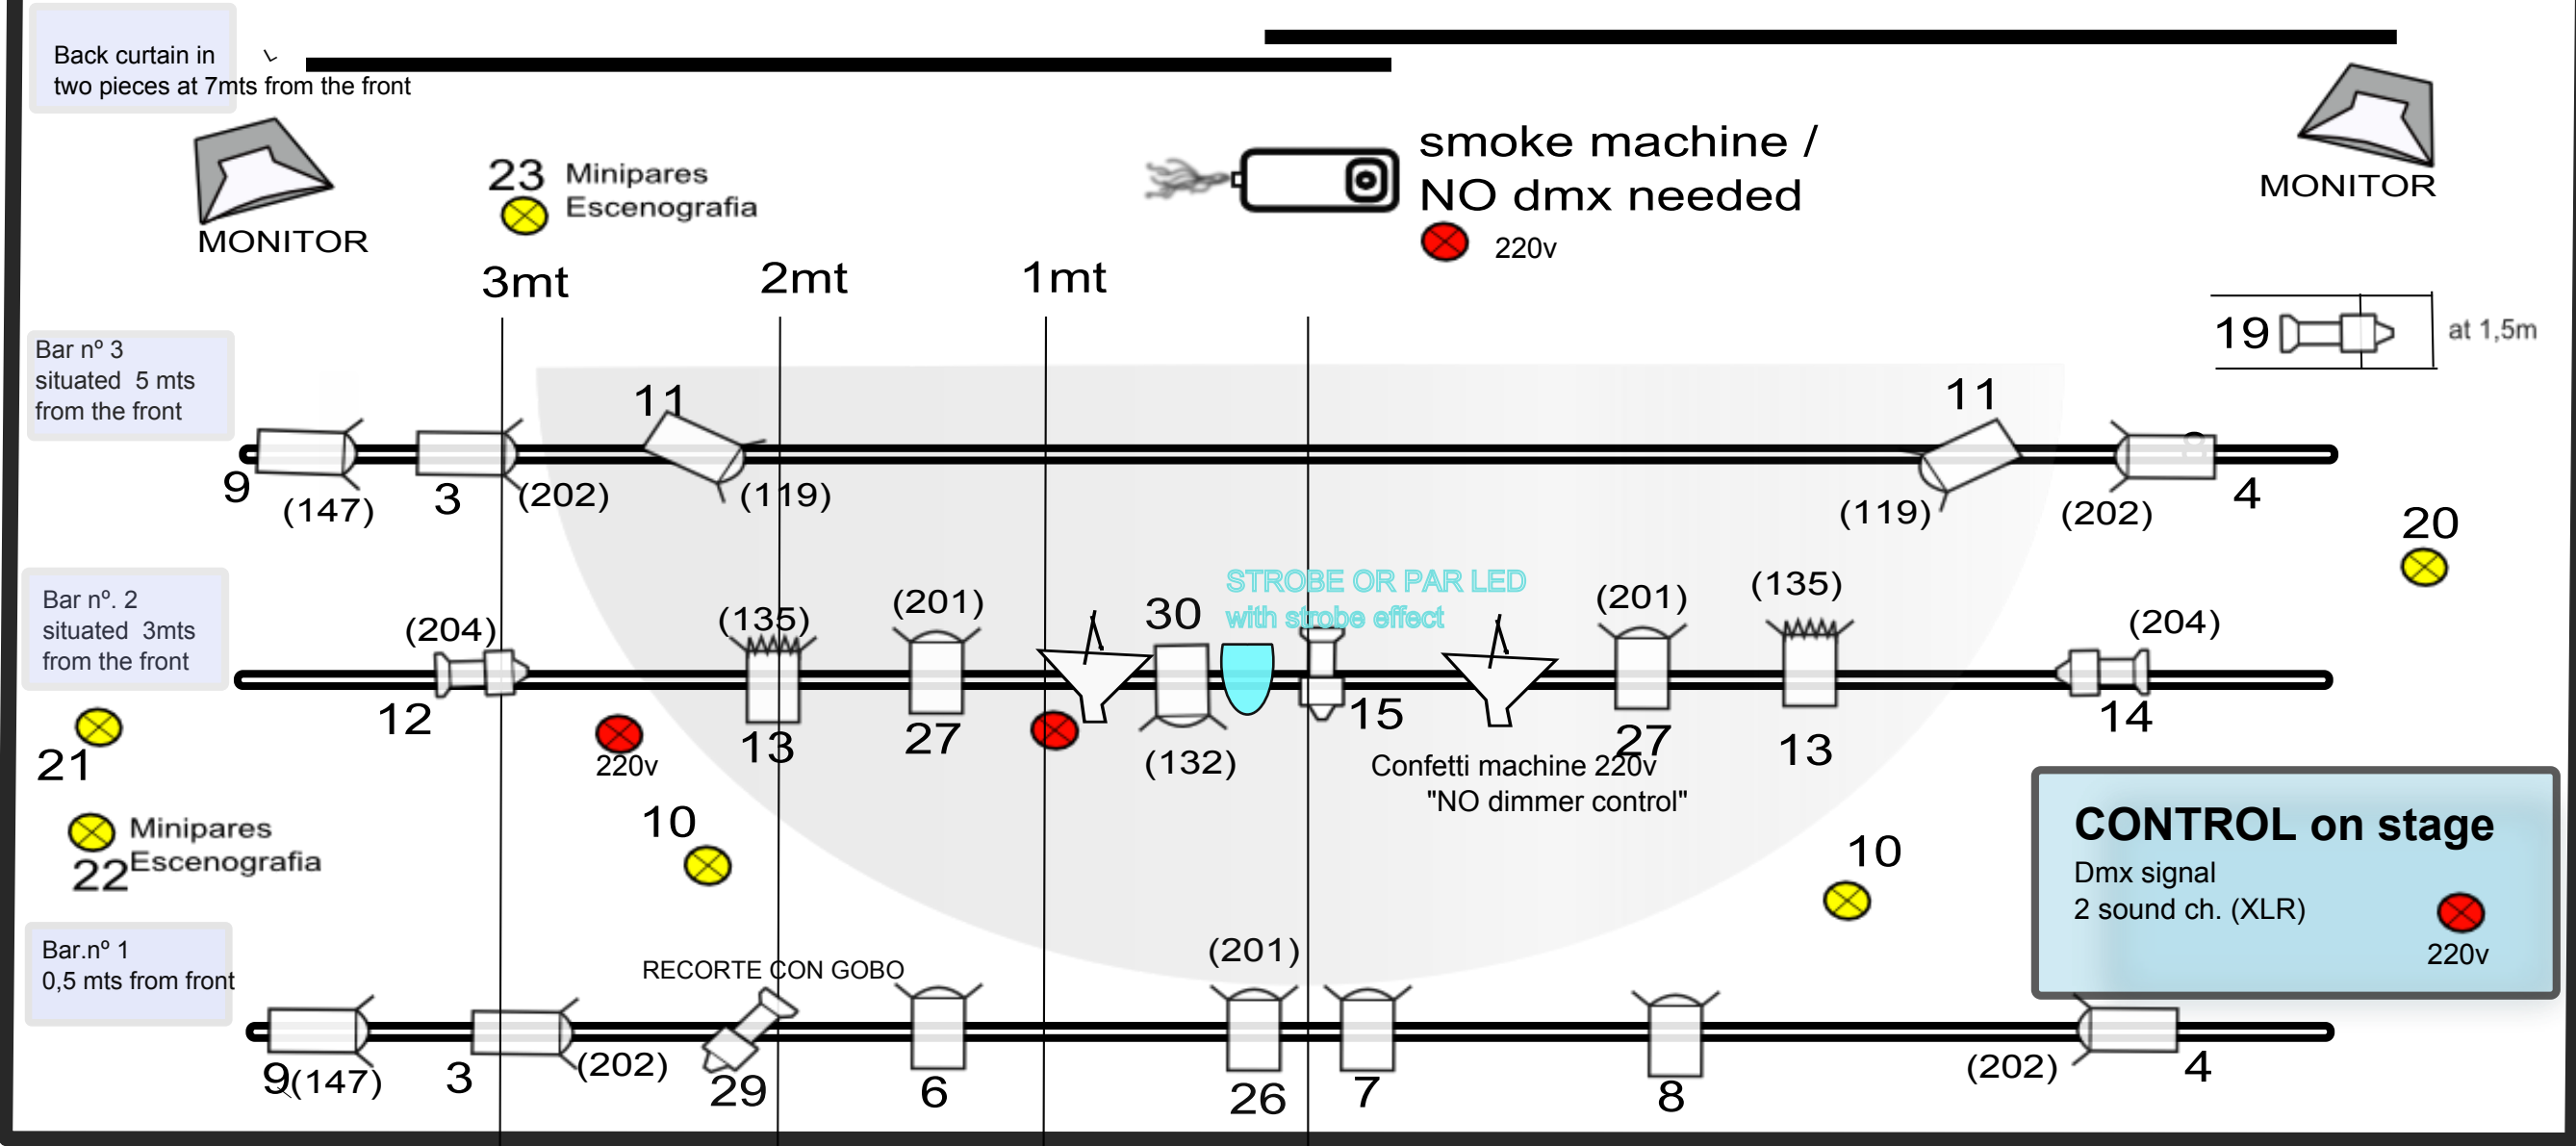 Back curtain in
two pieces at 7mts from the front
MONITOR
23 Minipares
Escenografia
smoke machine /
NO dmx needed
220v
MONITOR
3mt
2mt
1mt
19
at 1,5m
Bar nº 3
situated 5 mts
from the front
11
11
9
(147)
3
(202)
(119)
(119)
(202)
4
20
Bar nº. 2
situated 3mts
from the front
(204)
(135)
(201)
30
STROBE OR PAR LED
with strobe effect
(201)
(135)
(204)
12
13
27
(132)
15
27
13
14
21
220v
Confetti machine 220v
"NO dimmer control"
22
Minipares
Escenografia
10
10
CONTROL on stage
Dmx signal
2 sound ch. (XLR)
220v
Bar.nº 1
0,5 mts from front
RECORTE CON GOBO
(201)
9
(147)
3
(202)
29
6
26
7
8
(202)
4